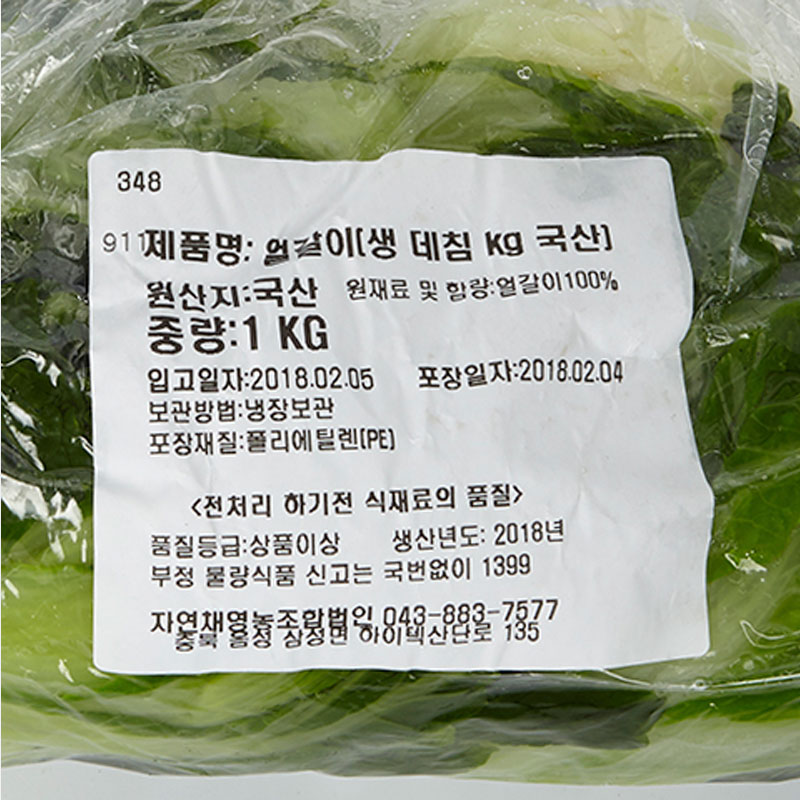 348
911 제품명: 얼갈이[생 데침 kg 국산]
원산지:국산 원재료 및 함량:얼갈이100%
중량:1 KG
입고일자:2018.02.05 포장일자:2018.02.04
보관방법:냉장보관
포장재질:폴리에틸렌[PE]
<전처리 하기전 식재료의 품질>
품질등급:상품이상 생산년도: 2018년
부정 불량식품 신고는 국번없이 1399
자연채영농조합법인 043-883-7577
충북 음성 삼성면 하이텍산단로 135